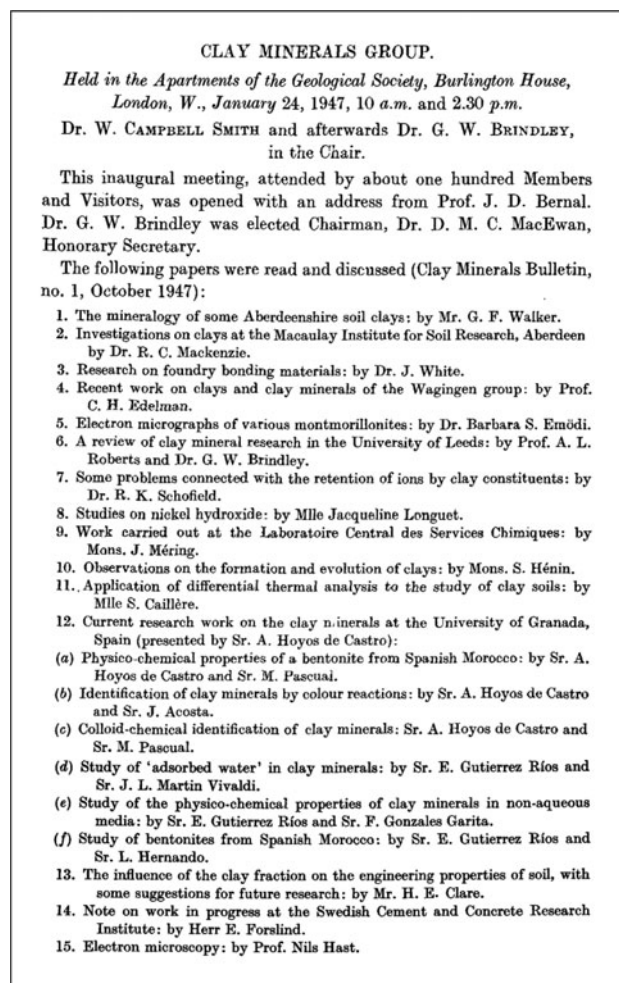 CLAY MINERALS GROUP.
Held in the Apartments of the Geological Society, Burlington House,
London, W., January 24, 1947, 10 a.m. and 2.30 p.m.
Dr. W. CAMPBELL SMITH and afterwards Dr. G. W. BRINDLEY,
in the Chair.
This inaugural meeting, attended by about one hundred Members
and Visitors, was opened with an address from Prof. J. D. Bernal.
Dr. G. W. Brindley was elected Chairman, Dr. D. M. C. MacEwan,
Honorary Secretary.
The following papers were read and discussed (Clay Minerals Bulletin,
no. 1, October 1947):
1. The mineralogy of some Aberdeenshire soil clays: by Mr. G. F. Walker.
2. Investigations on clays at the Macaulay Institute for Soil Research, Aberdeen
by Dr. R. C. Mackenzie.
3. Research on foundry bonding materials: by Dr. J. White.
4. Recent work on clays and clay minerals of the Wagingen group: by Prof.
C. H. Edelman.
5. Electron micrographs of various montmorillonites: by Dr. Barbara S. Emödi.
6. A review of clay mineral research in the University of Leeds: by Prof. A. L.
Roberts and Dr. G. W. Brindley.
7. Some problems connected with the retention of ions by clay constituents: by
Dr. R. K. Schofield.
8. Studies on nickel hydroxide: by Mlle Jacqueline Longuet.
9. Work carried out at the Laboratoire Central des Services Chimiques: by
Mons. J. Méring.
10. Observations on the formation and evolution of clays: by Mons. S. Hénin.
11. Application of differential thermal analysis to the study of clay soils: by
Mlle S. Caillère.
12. Current research work on the clay minerals at the University of Granada,
Spain (presented by Sr. A. Hoyos de Castro):
(a) Physico-chemical properties of a bentonite from Spanish Morocco: by Sr. A.
Hoyos de Castro and Sr. M. Pascual.
(b) Identification of clay minerals by colour reactions: by Sr. A. Hoyos de Castro
and Sr. J. Acosta.
(c) Colloid-chemical identification of clay minerals: Sr. A. Hoyos de Castro and
Sr. M. Pascual.
(d) Study of 'adsorbed water' in clay minerals: by Sr. E. Gutierrez Ríos and
Sr. J. L. Martin Vivaldi.
(e) Study of the physico-chemical properties of clay minerals in non-aqueous
media: by Sr. E. Gutierrez Ríos and Sr. F. Gonzales Garita.
(f) Study of bentonites from Spanish Morocco: by Sr. E. Gutierrez Ríos and
Sr. L. Hernando.
13. The influence of the clay fraction on the engineering properties of soil, with
some suggestions for future research: by Mr. H. E. Clare.
14. Note on work in progress at the Swedish Cement and Concrete Research
Institute: by Herr E. Forslind.
15. Electron microscopy: by Prof. Nils Hast.